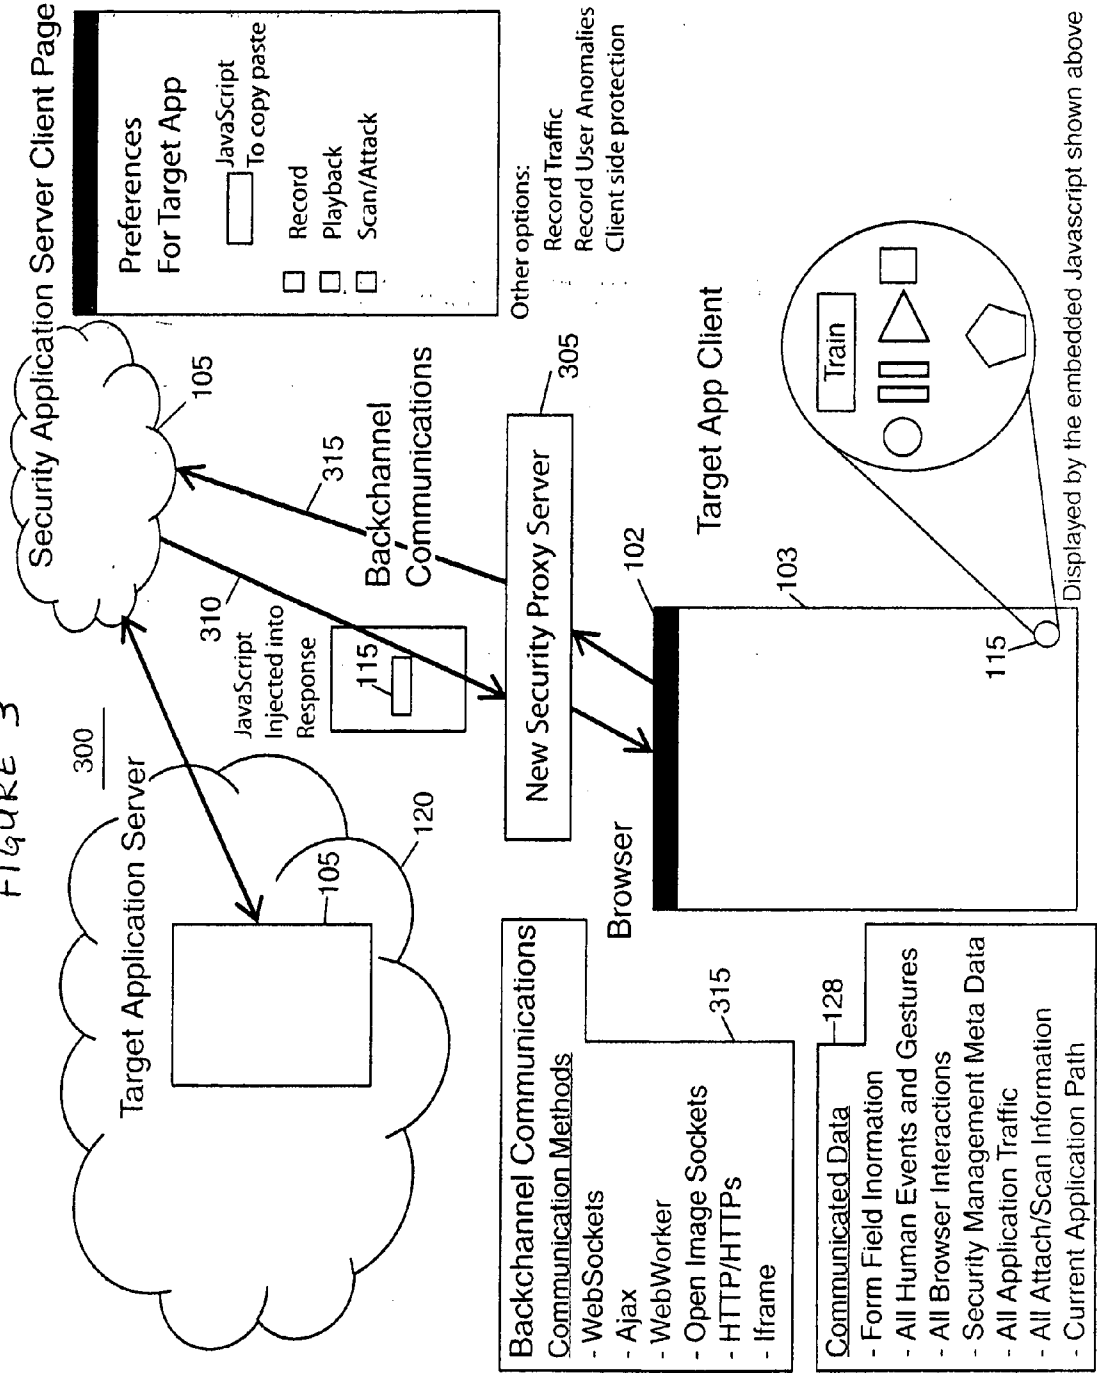 FIGURE 3
300
Security Application Server Client Page
Preferences
For Target App
JavaScript
To copy paste
Record
Playback
Scan/Attack
Other options:
Record Traffic
Record User Anomalies
Client side protection
Target Application Server
105
120
105
310
JavaScript
Injected into
Response
115
315
Backchannel
Communications
New Security Proxy Server
305
Browser
102
Target App Client
103
115
Train
Displayed by the embedded Javascript shown above
Backchannel Communications
Communication Methods
- WebSockets
- Ajax
- WebWorker
- Open Image Sockets
- HTTP/HTTPs
- Iframe
315
Communicated Data
128
- Form Field Inormation
- All Human Events and Gestures
- All Browser Interactions
- Security Management Meta Data
- All Application Traffic
- All Attach/Scan Information
- Current Application Path